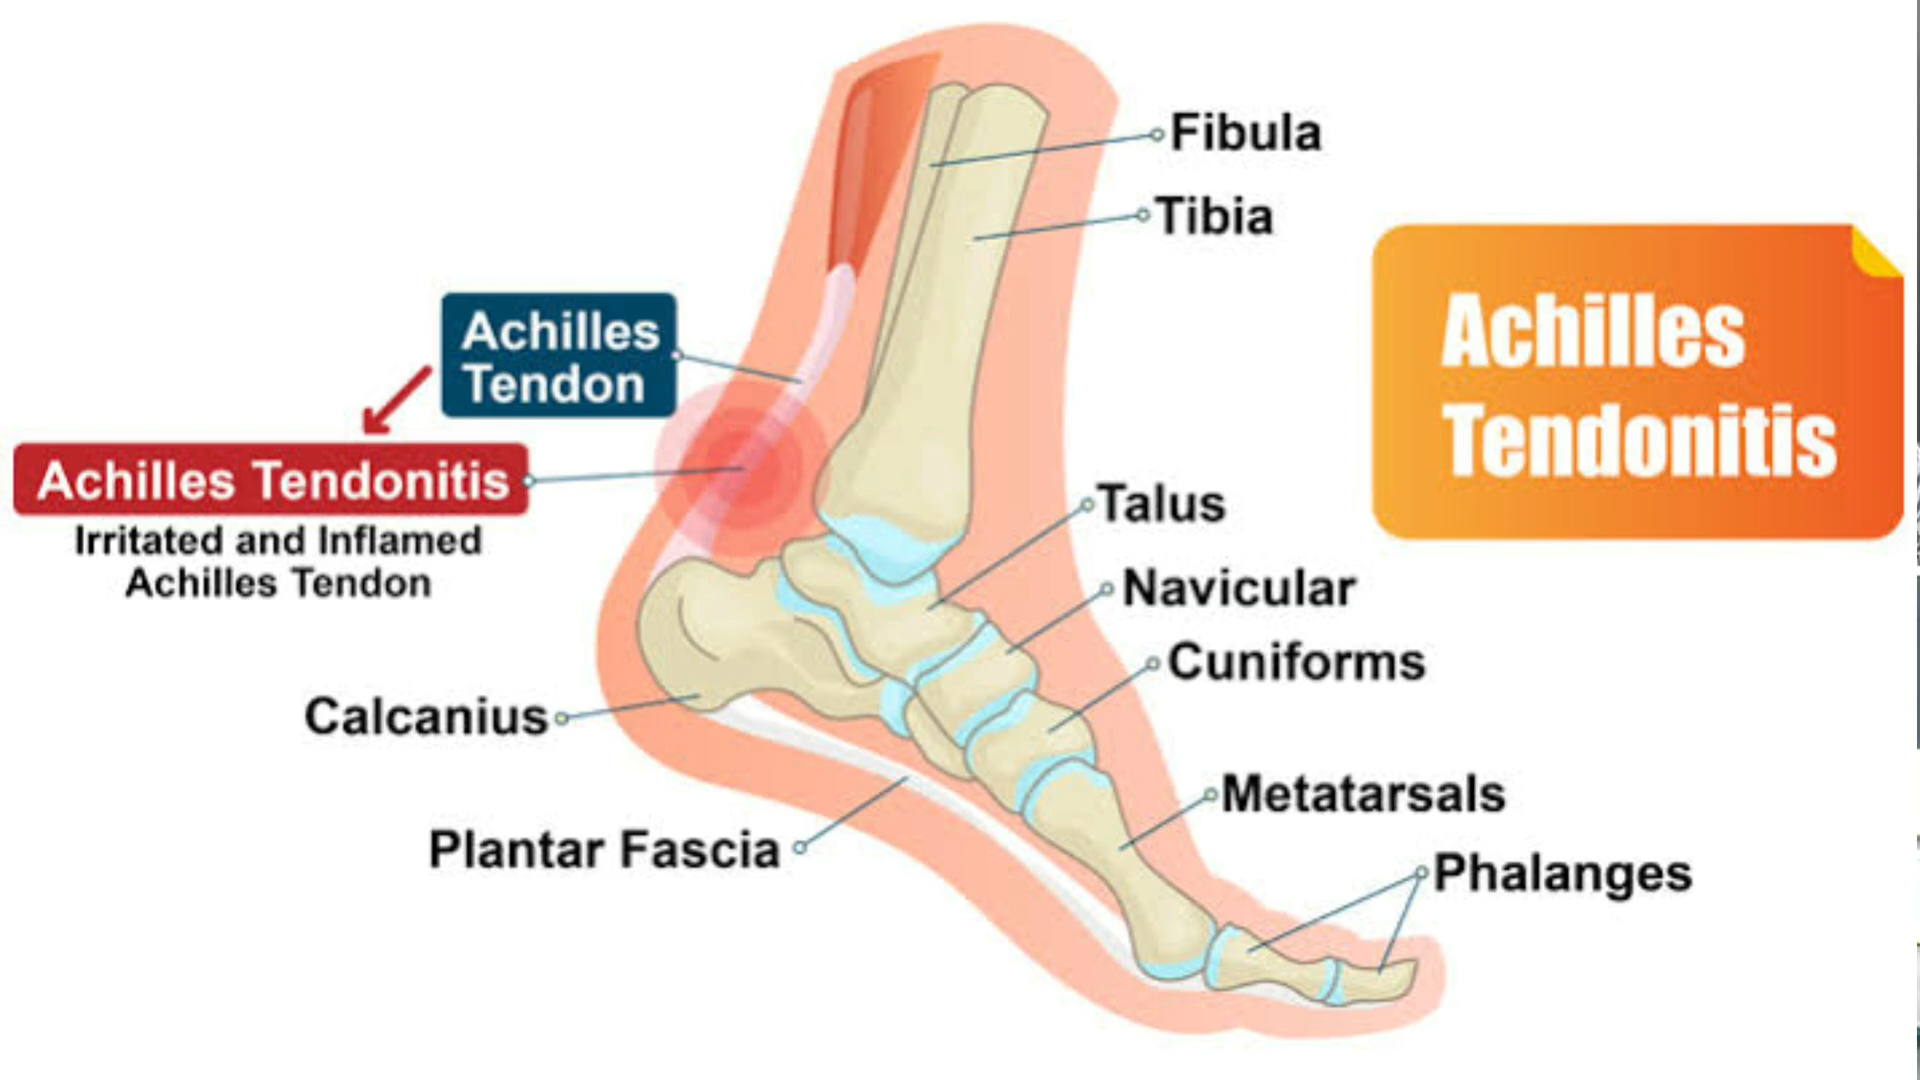 Fibula
Tibia
Achilles
Tendon
Achilles
Tendonitis
Achilles Tendonitis
Irritated and Inflamed
Achilles Tendon
Talus
Navicular
Cuniforms
Calcanius
Metatarsals
Plantar Fascia
Phalanges